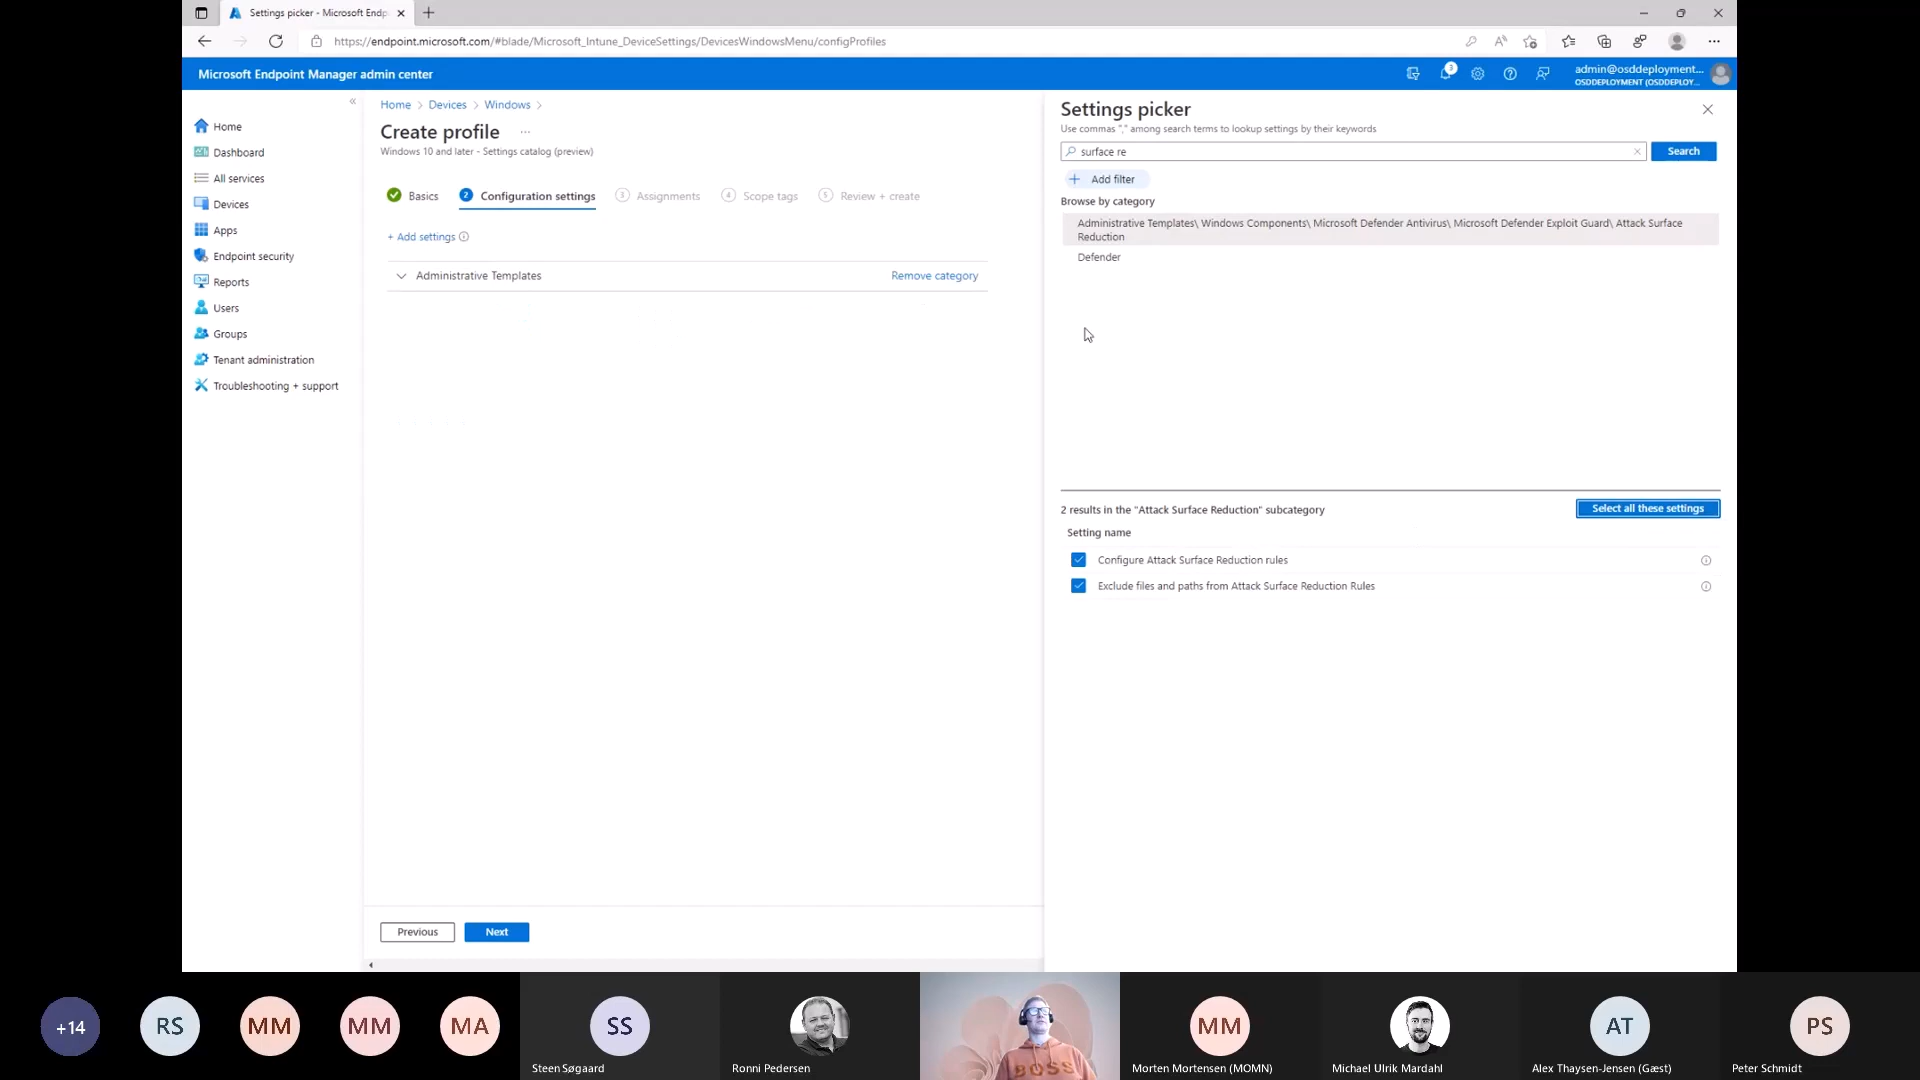 Settings picker - Microsoft Endp
https://endpoint.microsoft.com/#blade/Microsoft_Intune_DeviceSettings/DevicesWindowsMenu/configProfiles
Microsoft Endpoint Manager admin center
3
admin@osddeployment...
OSDDEPLOYMENT (OSDDEPLOY...
Home
Dashboard
All services
Devices
Apps
Endpoint security
Reports
Users
Groups
Tenant administration
Troubleshooting + support
Home > Devices > Windows >
Create profile ...
Windows 10 and later - Settings catalog (preview)
Basics
2 Configuration settings
3 Assignments
4 Scope tags
5 Review + create
+ Add settings
Administrative Templates
Remove category
Previous
Next
Settings picker
Use commas "," among search terms to lookup settings by their keywords
surface re
Search
+ Add filter
Browse by category
Administrative Templates\ Windows Components\ Microsoft Defender Antivirus\ Microsoft Defender Exploit Guard\ Attack Surface
Reduction
Defender
2 results in the "Attack Surface Reduction" subcategory
Select all these settings
Setting name
Configure Attack Surface Reduction rules
Exclude files and paths from Attack Surface Reduction Rules
+14
RS
MM
MM
MA
SS
Steen Søgaard
Ronni Pedersen
BOSS
MM
Morten Mortensen (MOMN)
Michael Ulrik Mardahl
AT
Alex Thaysen-Jensen (Gæst)
PS
Peter Schmidt